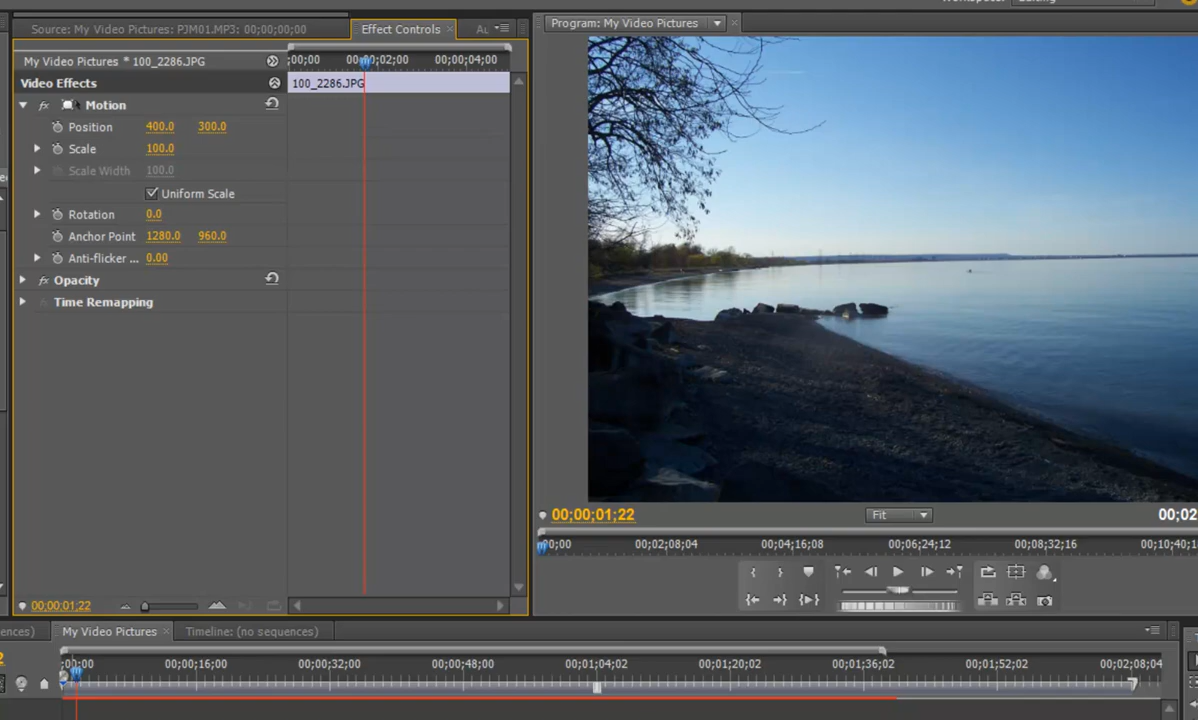 Source: My Video Pictures: PJM01.MP3: 00;00;00;00
Effect Controls
My Video Pictures * 100_2286.JPG
;00;00
00;00;02;00
00;00;04;00
Video Effects
100_2286.JPG
fx Motion
Position 400.0 300.0
Scale 100.0
Scale Width 100.0
Uniform Scale
Rotation 0.0
Anchor Point 1280.0 960.0
Anti-flicker ... 0.00
fx Opacity
Time Remapping
00;00;01;22
Program: My Video Pictures
00;00;01;22
Fit
00;02
00;00
00;02;08;04
00;04;16;08
00;06;24;12
00;08;32;16
00;10;40;1
ences)
My Video Pictures
Timeline: (no sequences)
;00;00
00;00;16;00
00;00;32;00
00;00;48;00
00;01;04;02
00;01;20;02
00;01;36;02
00;01;52;02
00;02;08;04